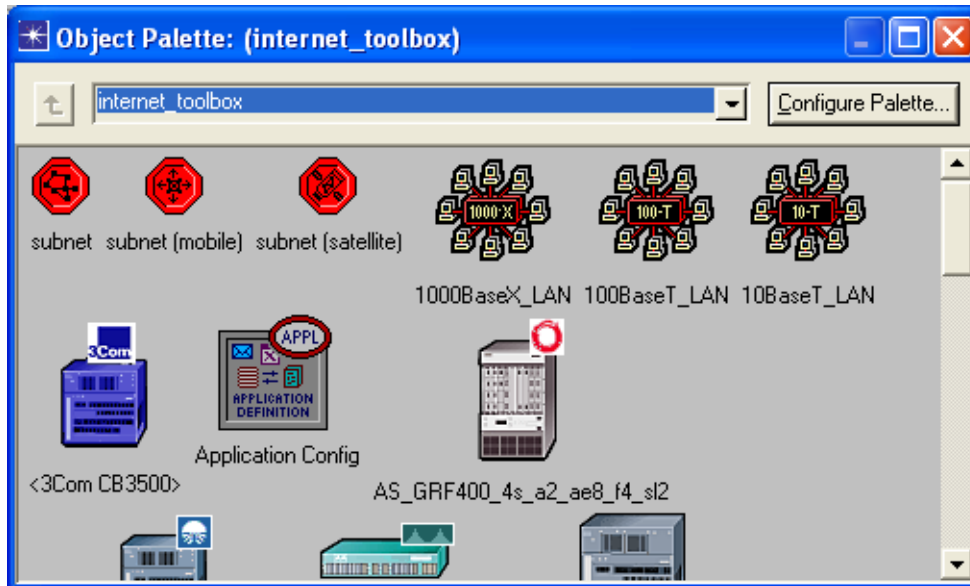 Object Palette: (internet_toolbox)
internet_toolbox
Configure Palette...
1000-X
100-T
10-T
subnet
subnet (mobile)
subnet (satellite)
1000BaseX_LAN
100BaseT_LAN
10BaseT_LAN
3Com
APPL
APPLICATION
DEFINITION
Application Config
<3Com CB3500>
AS_GRF400_4s_a2_ae8_f4_sl2